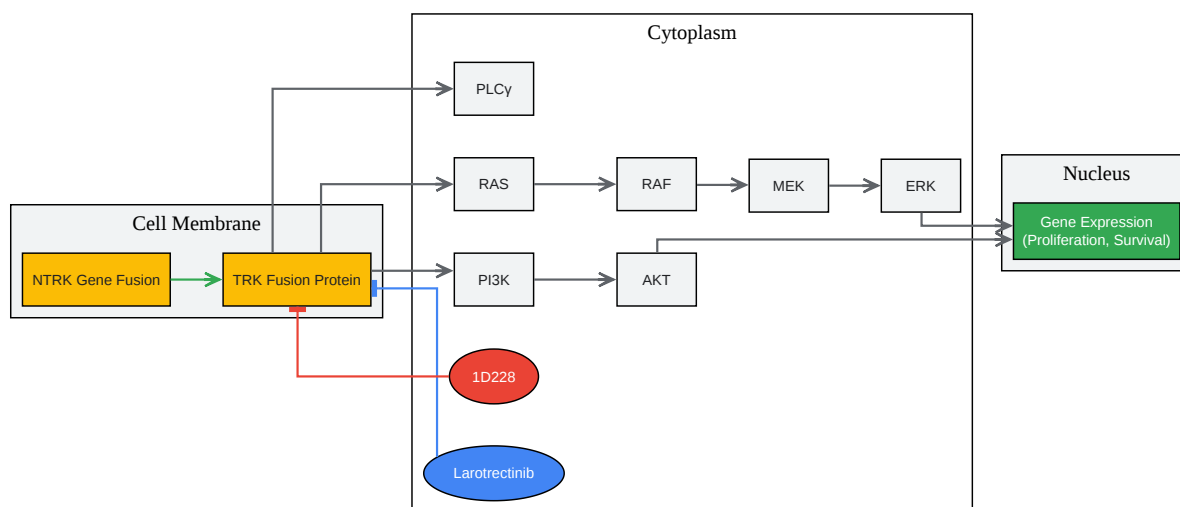 Cytoplasm
PLCγ
RAS
RAF
MEK
ERK
Nucleus
Gene Expression
(Proliferation, Survival)
Cell Membrane
NTRK Gene Fusion
TRK Fusion Protein
PI3K
AKT
1D228
Larotrectinib